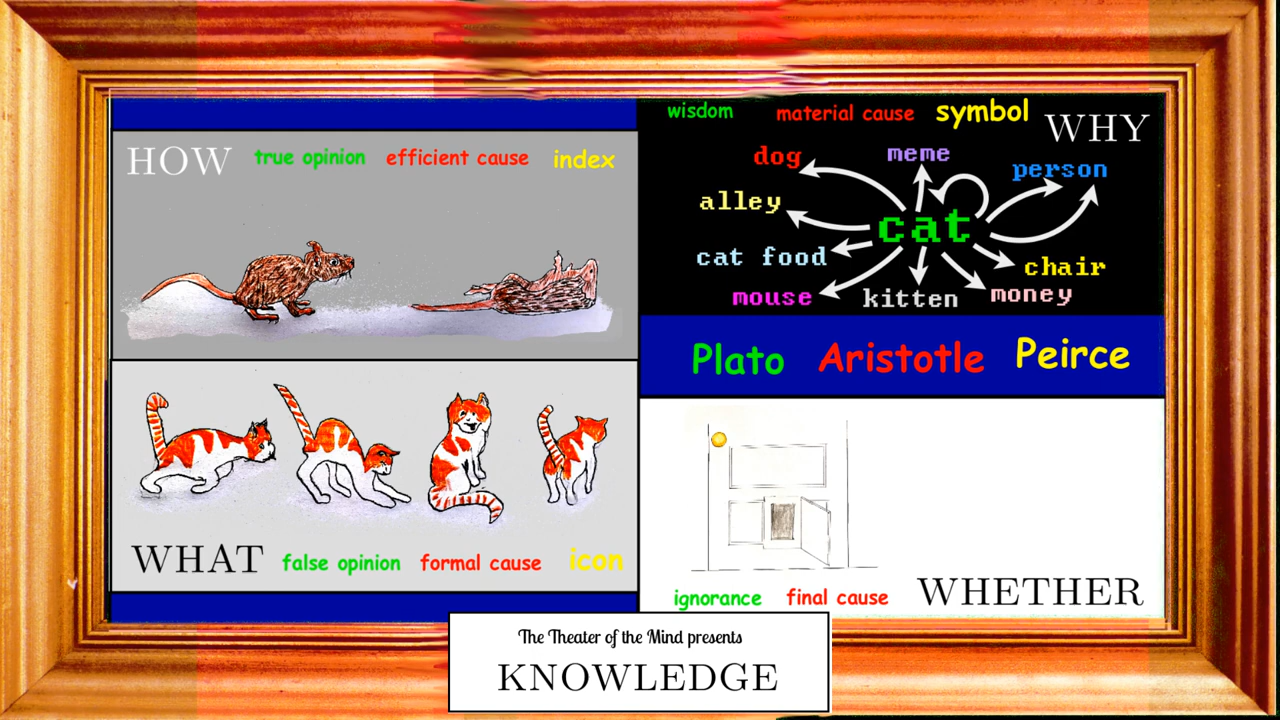 HOW true opinion efficient cause index
WHAT false opinion formal cause icon
wisdom material cause symbol WHY
dog meme person
alley cat
cat food chair
mouse kitten money
Plato Aristotle Peirce
ignorance final cause WHETHER
The Theater of the Mind presents
KNOWLEDGE